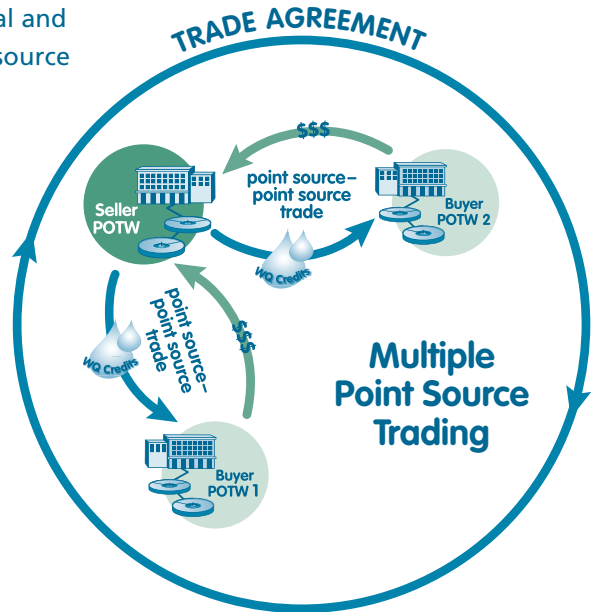 al and
source
TRADE AGREEMENT
$$$
point source–
point source
trade
Seller
POTW
Buyer
POTW 2
WQ Credits
point source–
point source
trade
$$$
WQ Credits
Multiple
Point Source
Trading
Buyer
POTW 1